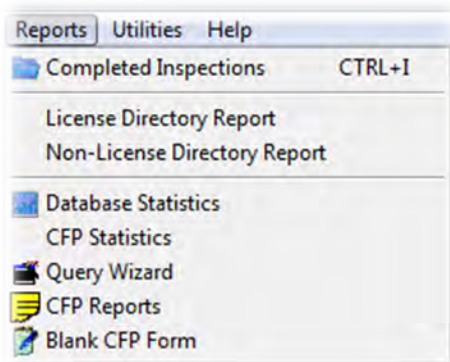 Reports Utilities Help
Completed Inspections CTRL+I
License Directory Report
Non-License Directory Report
Database Statistics
CFP Statistics
Query Wizard
CFP Reports
Blank CFP Form